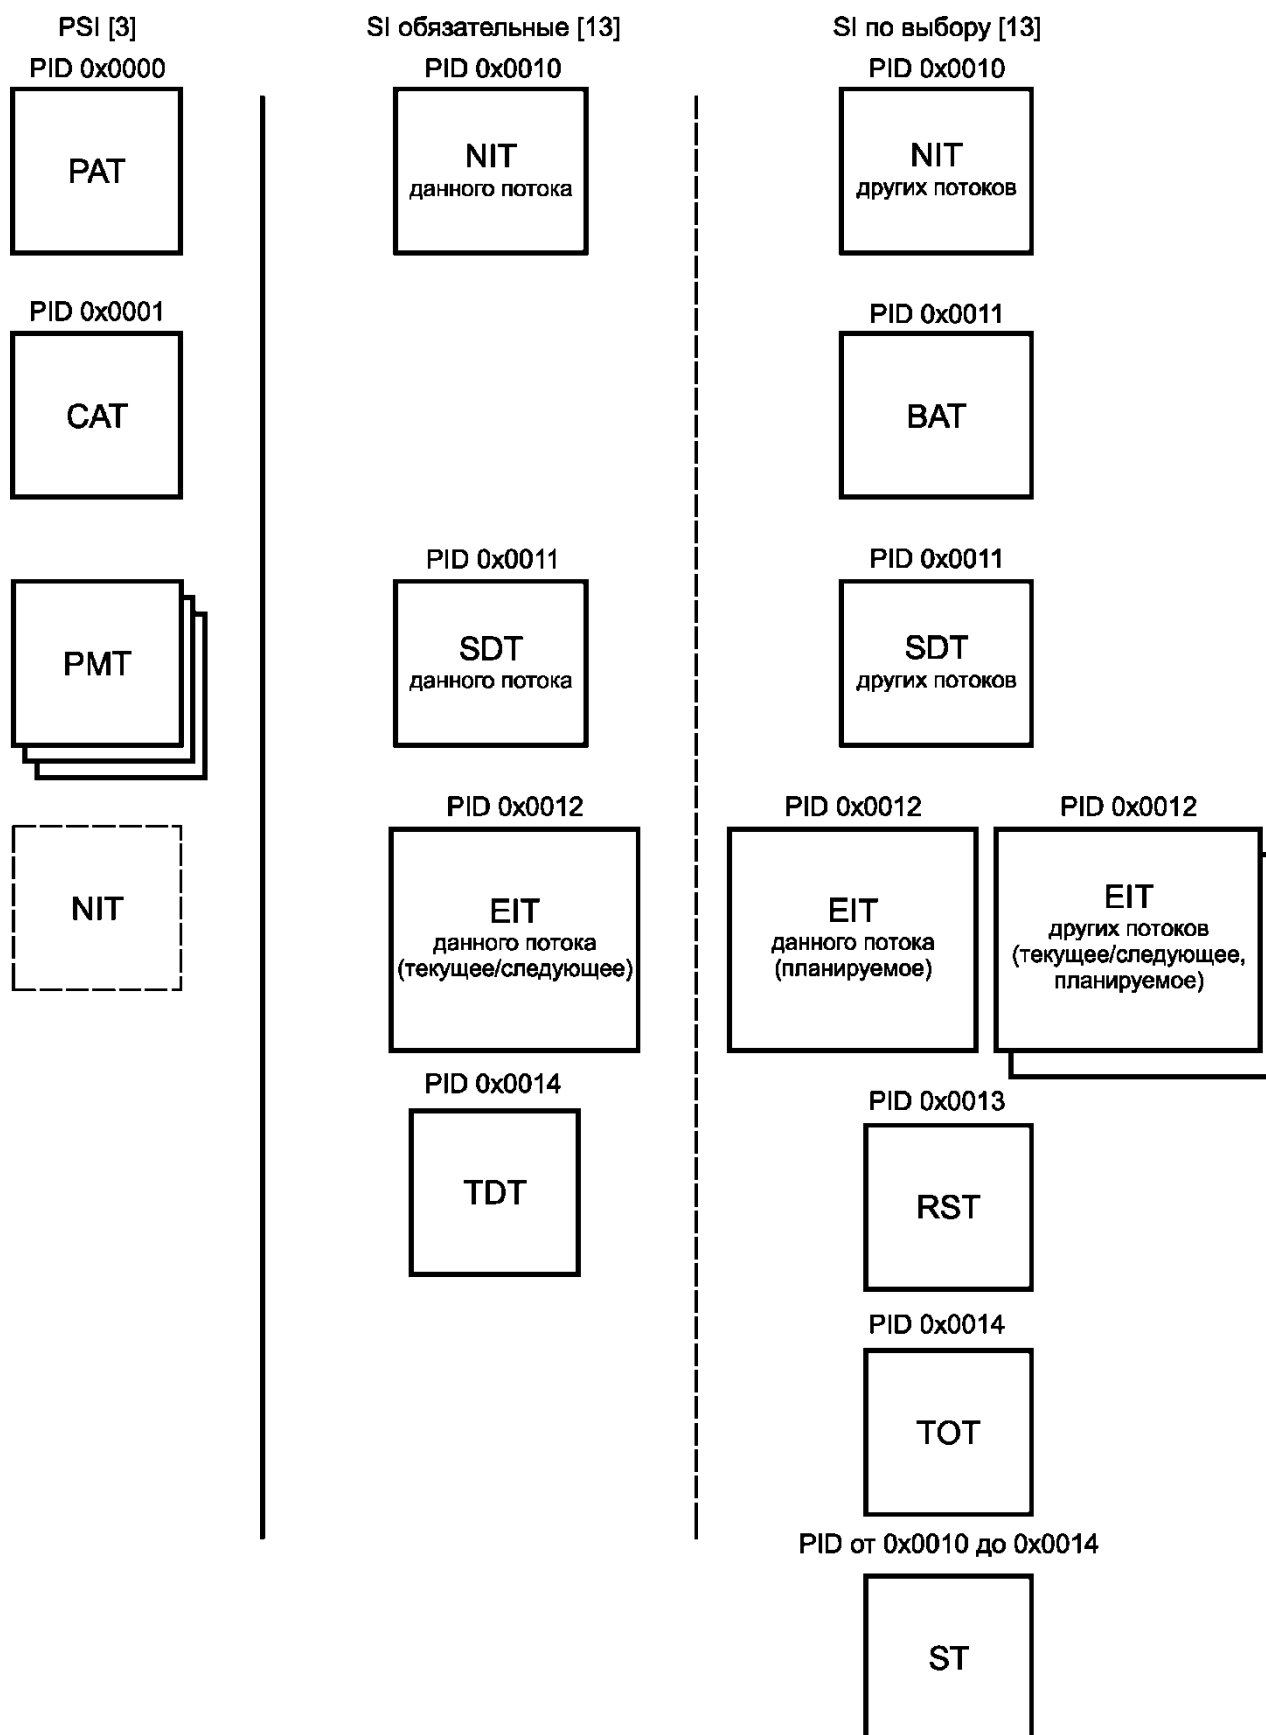 PSI [3]
PID 0x0000
PAT
PID 0x0001
CAT
PMT
NIT
SI обязательные [13]
PID 0x0010
NIT
данного потока
PID 0x0011
SDT
данного потока
PID 0x0012
EIT
данного потока
(текущее/следующее)
PID 0x0014
TDT
SI по выбору [13]
PID 0x0010
NIT
других потоков
PID 0x0011
BAT
PID 0x0011
SDT
других потоков
PID 0x0012
EIT
данного потока
(планируемое)
PID 0x0012
EIT
других потоков
(текущее/следующее,
планируемое)
PID 0x0013
RST
PID 0x0014
TOT
PID от 0x0010 до 0x0014
ST